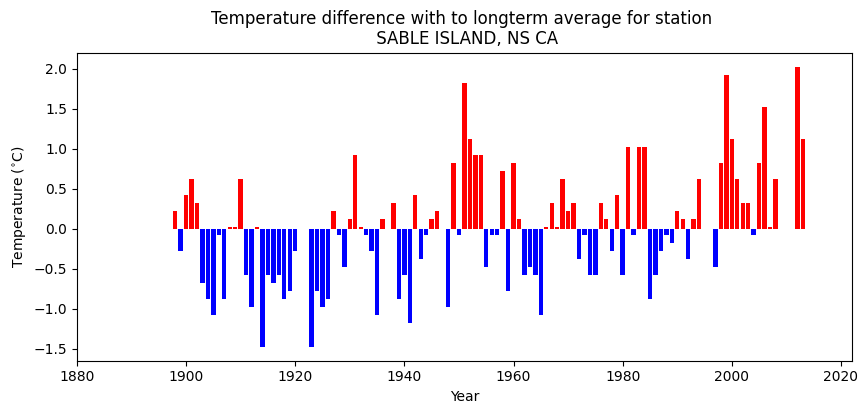 Temperature difference with to longterm average for station
SABLE ISLAND, NS CA
Temperature (°C)
2.0
1.5
1.0
0.5
0.0
−0.5
−1.0
−1.5
1880 1900 1920 1940 1960 1980 2000 2020
Year